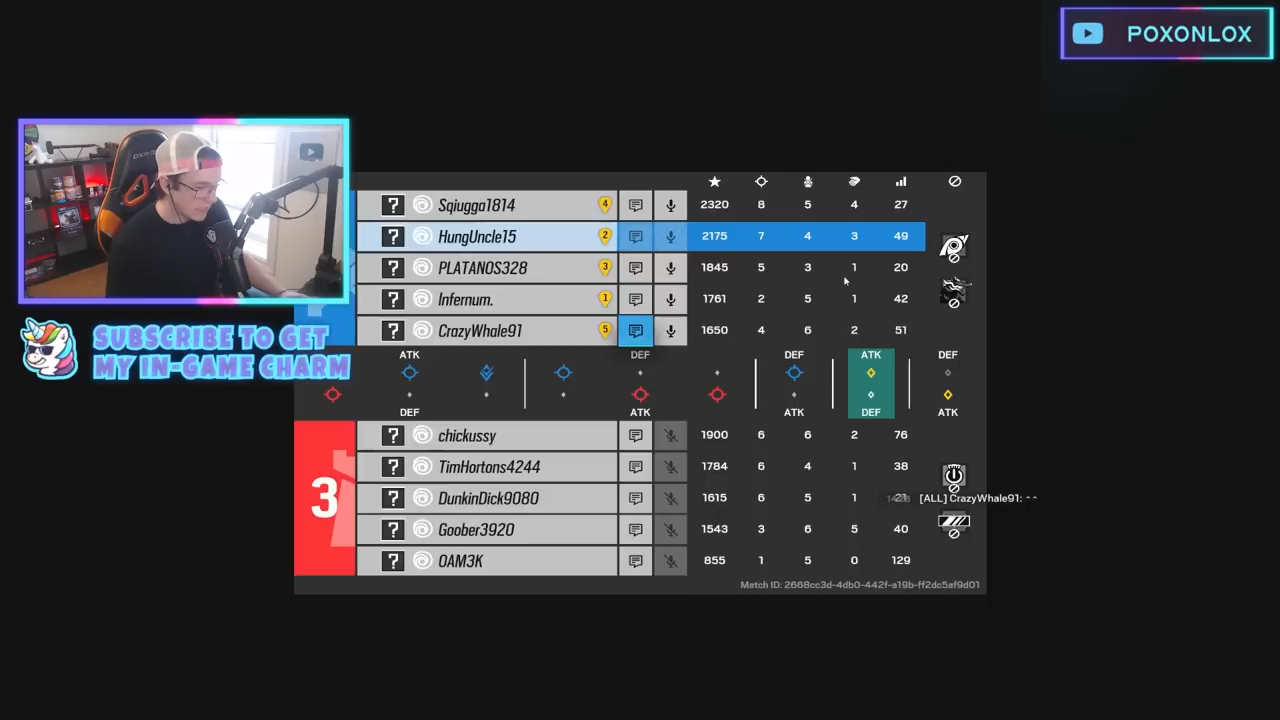 POXONLOX
? Sqiugga1814 4 2320 8 5 4 27
? HungUncle15 2 2175 7 4 3 49
? PLATANOS328 3 1845 5 3 1 20
? Infernum. 1 1761 2 5 1 42
? CrazyWhale91 5 1650 4 6 2 51
SUBSCRIBE TO GET
MY IN-GAME CHARM
ATK DEF DEF ATK DEF
DEF ATK ATK DEF ATK
3
? chickussy 1900 6 6 2 76
? TimHortons4244 1784 6 4 1 38
? DunkinDick9080 1615 6 5 1 21
[ALL] CrazyWhale91: ^^
? Goober3920 1543 3 6 5 40
? OAM3K 855 1 5 0 129
Match ID: 2668cc3d-4db0-442f-a19b-ff2dc5af9d01